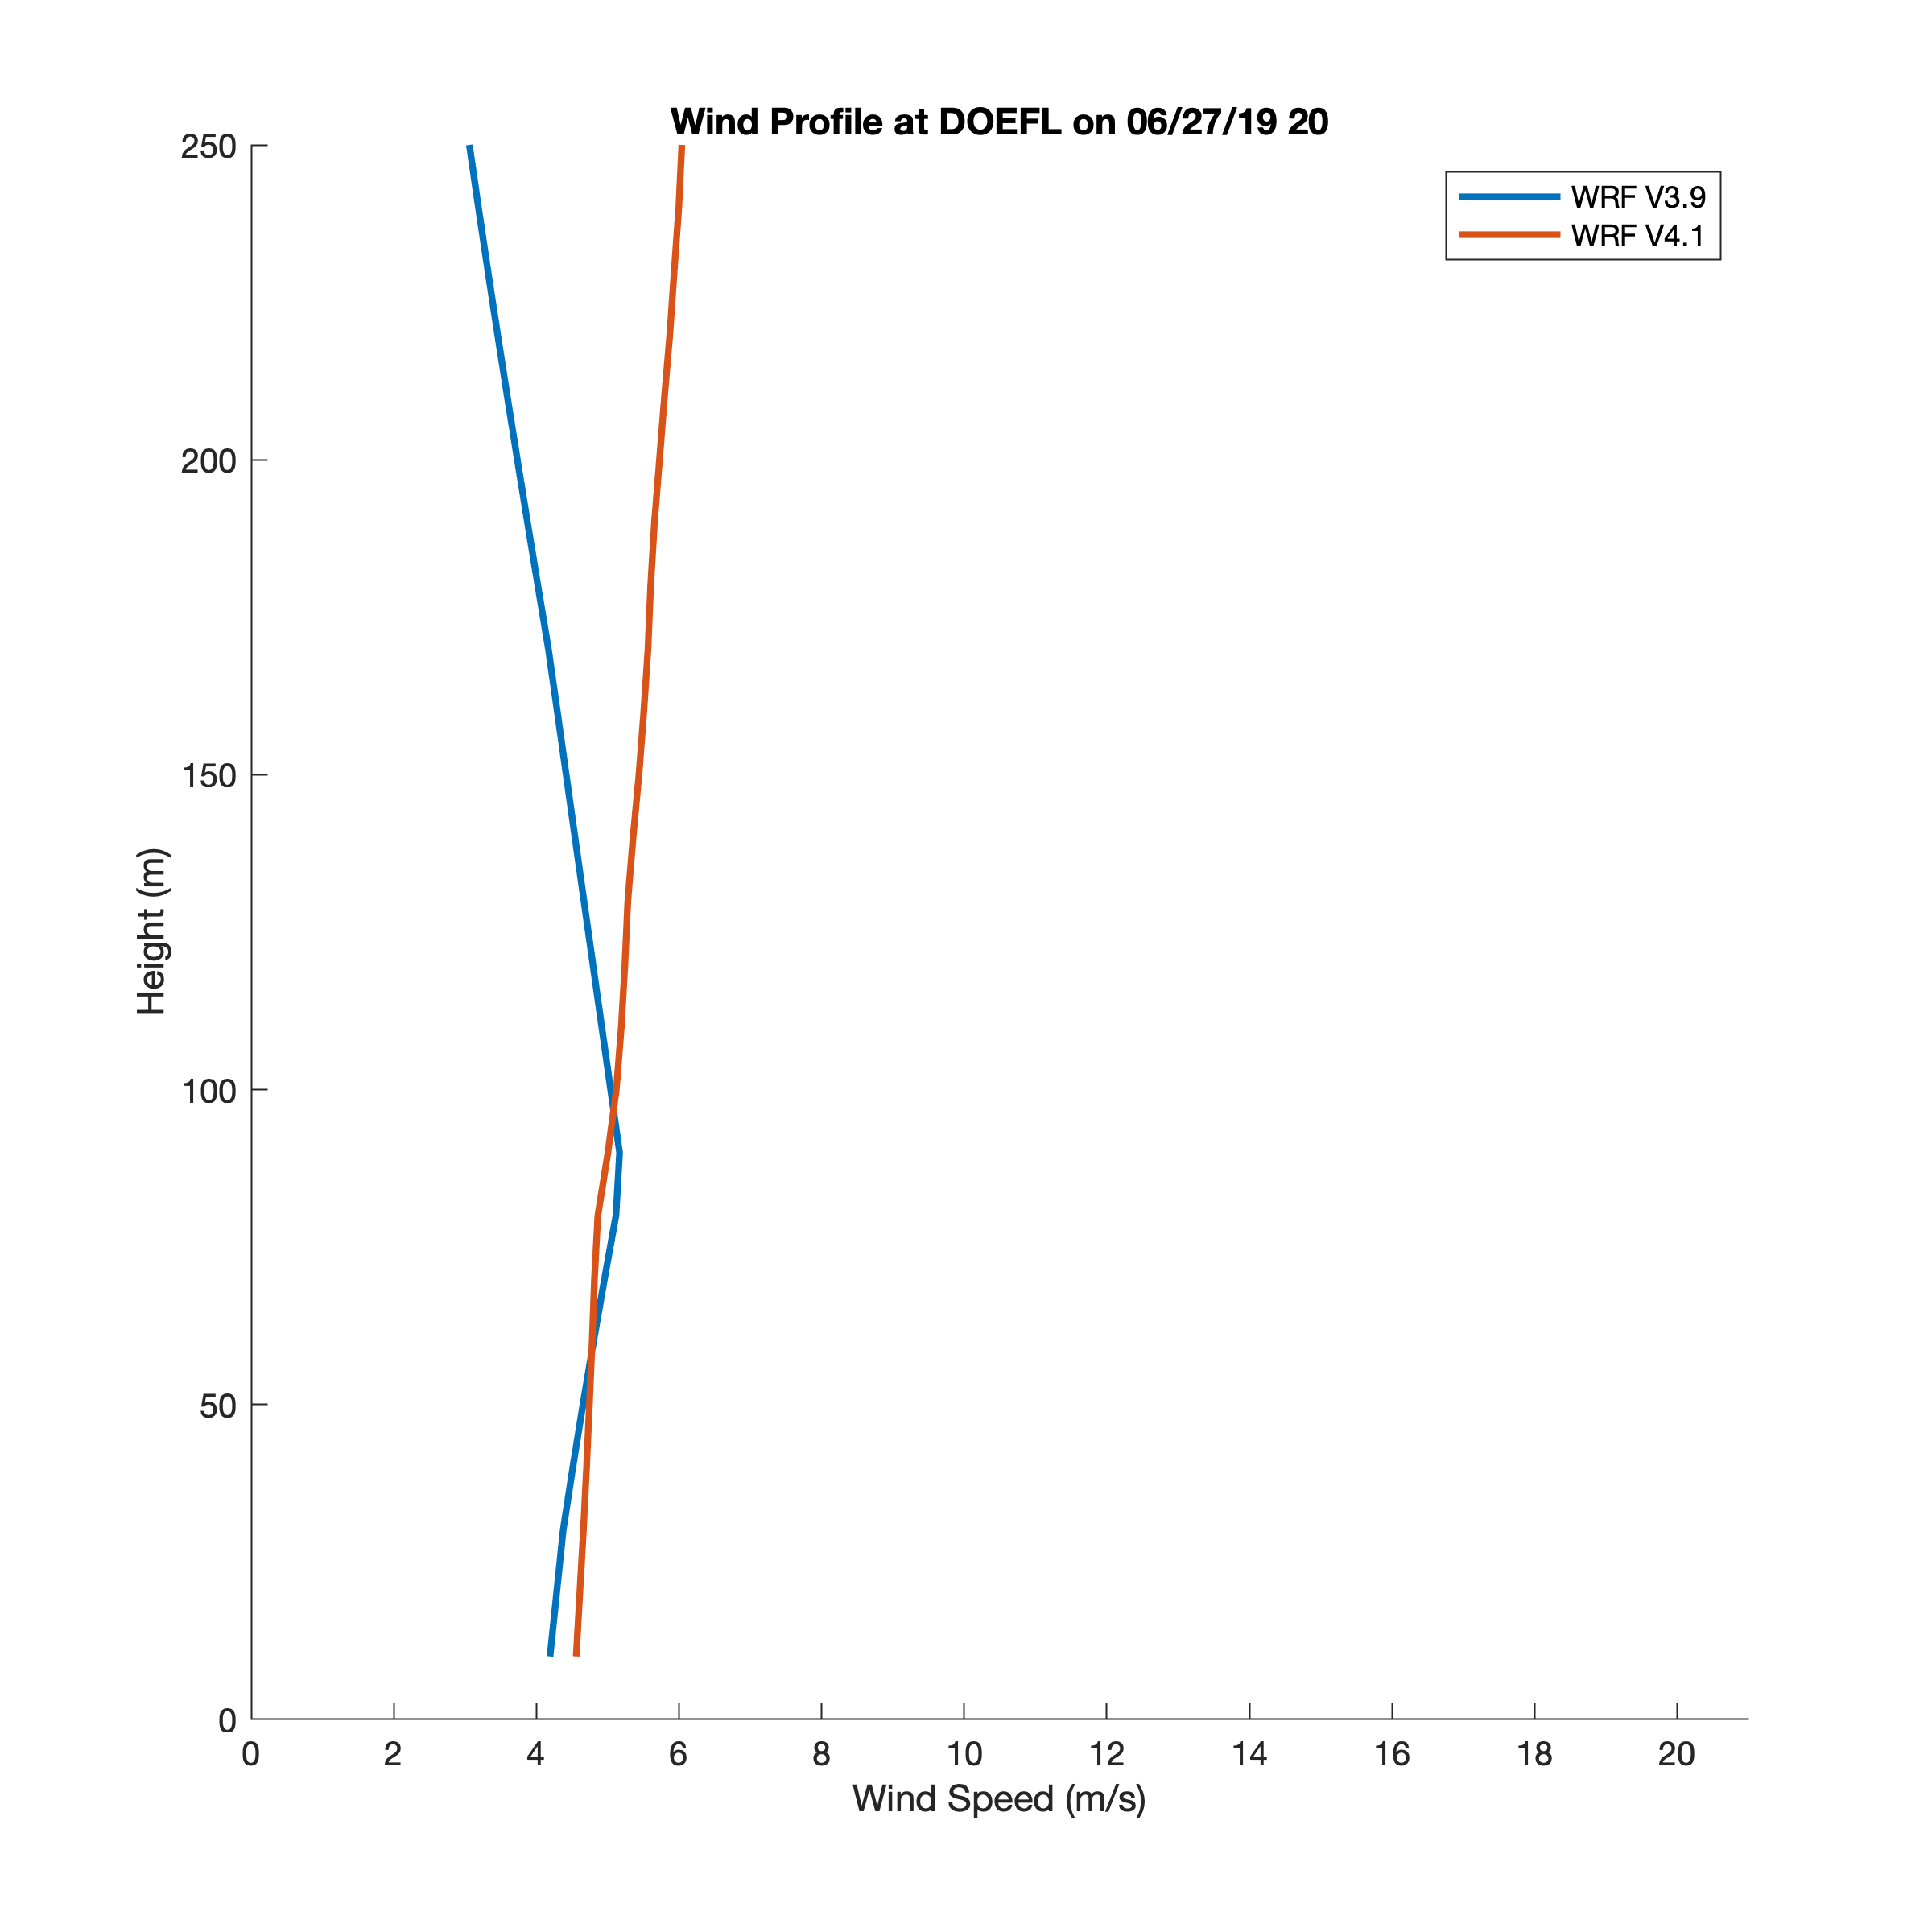 Wind Profile at DOEFL on 06/27/19 20
WRF V3.9
WRF V4.1
250
200
150
100
50
0
Height (m)
0 2 4 6 8 10 12 14 16 18 20
Wind Speed (m/s)